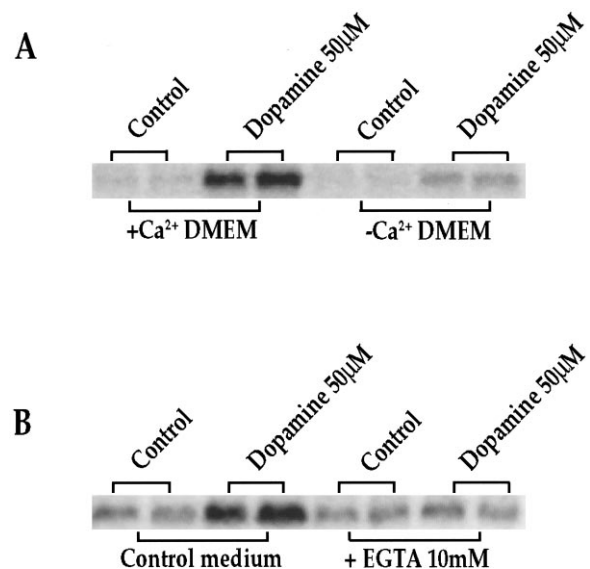 A
Control
Dopamine 50μM
Control
Dopamine 50μM
+Ca²⁺ DMEM
-Ca²⁺ DMEM
B
Control
Dopamine 50μM
Control
Dopamine 50μM
Control medium
+ EGTA 10mM